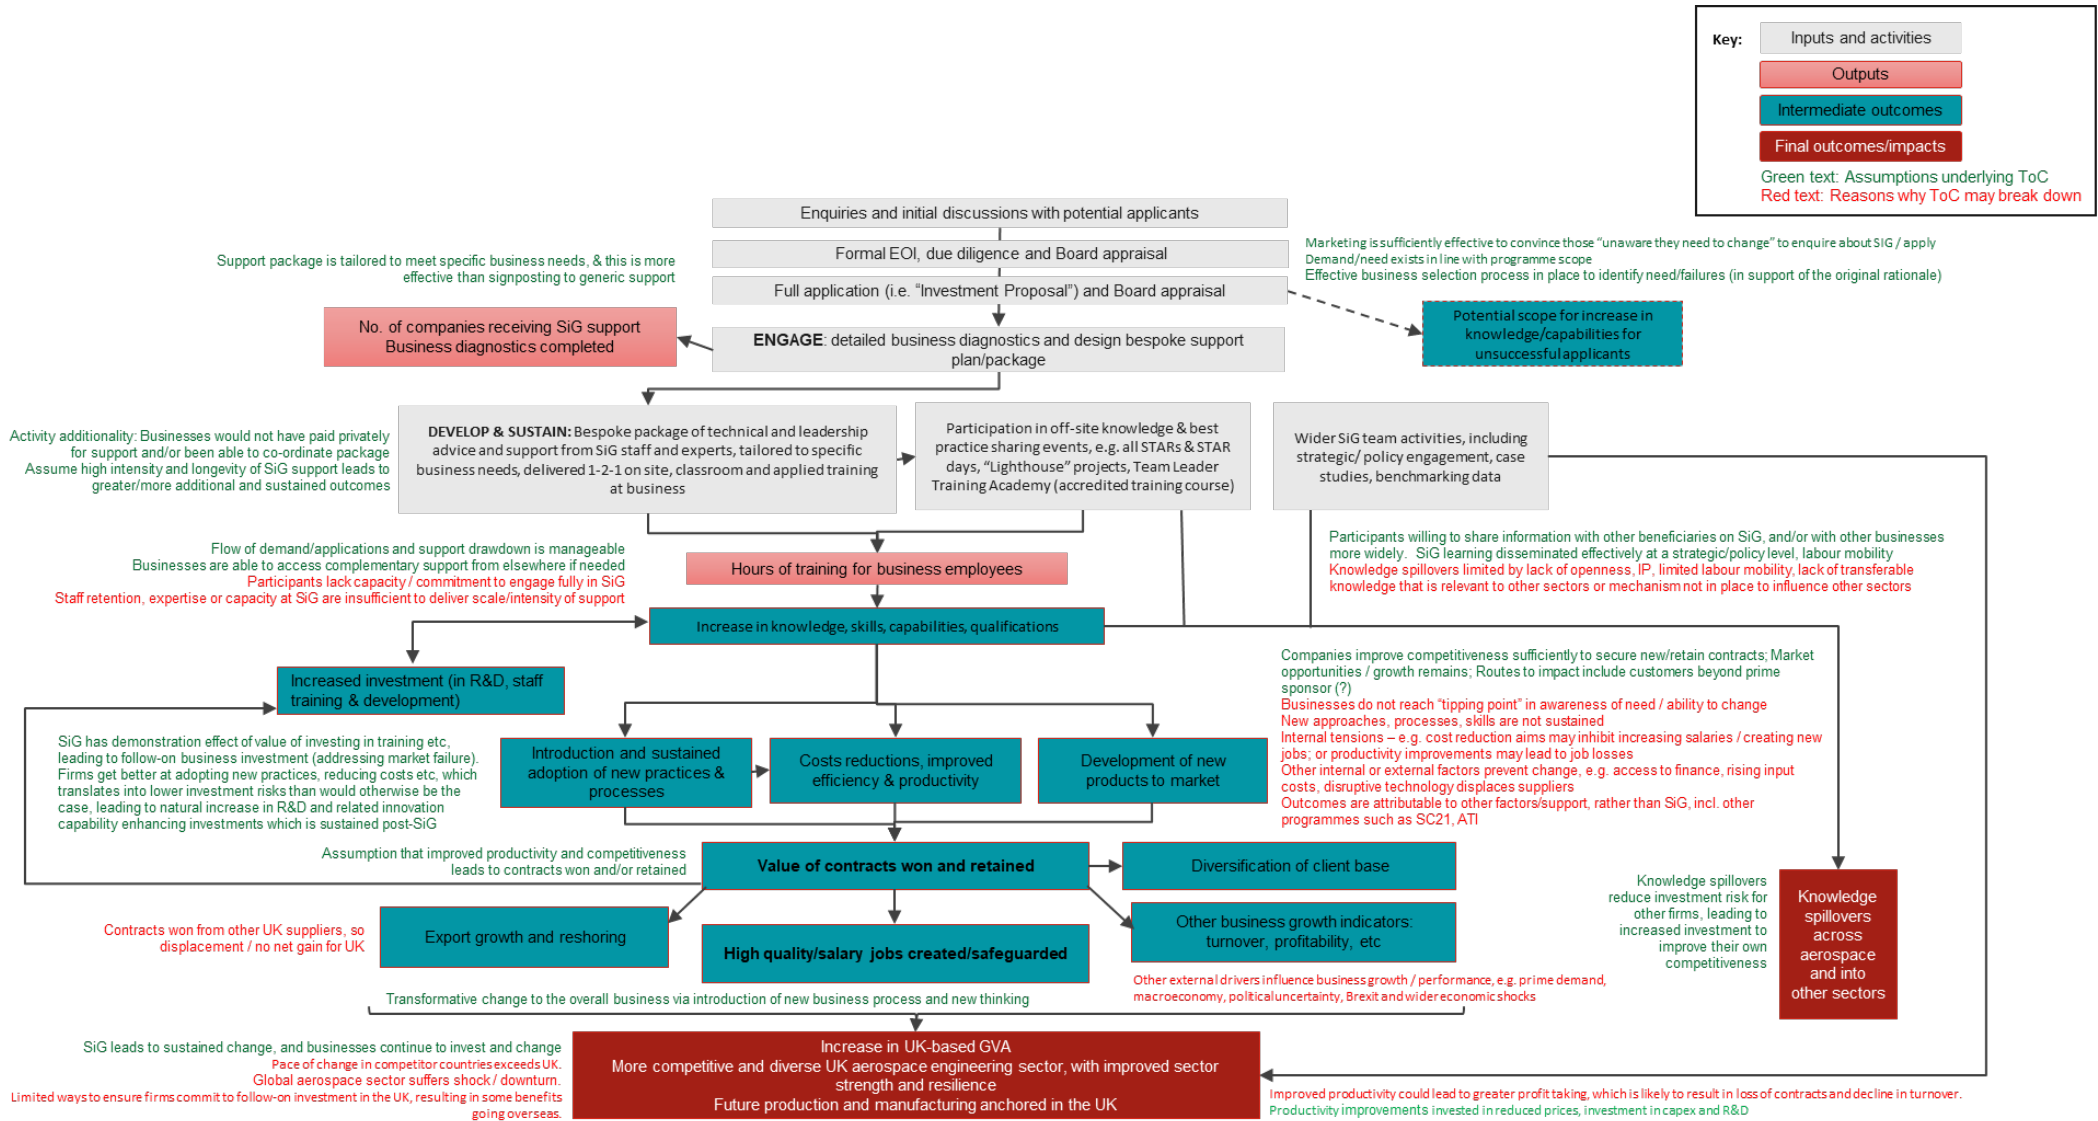 Key:
Inputs and activities
Outputs
Intermediate outcomes
Final outcomes/impacts
Green text: Assumptions underlying ToC
Red text: Reasons why ToC may break down
Enquiries and initial discussions with potential applicants
Formal EOI, due diligence and Board appraisal
Full application (i.e. “Investment Proposal”) and Board appraisal
Marketing is sufficiently effective to convince those “unaware they need to change” to enquire about SIG / apply
Demand/need exists in line with programme scope
Effective business selection process in place to identify need/failures (in support of the original rationale)
Support package is tailored to meet specific business needs, & this is more
effective than signposting to generic support
No. of companies receiving SiG support
Business diagnostics completed
ENGAGE: detailed business diagnostics and design bespoke support
plan/package
Potential scope for increase in
knowledge/capabilities for
unsuccessful applicants
Activity additionality: Businesses would not have paid privately
for support and/or been able to co-ordinate package
Assume high intensity and longevity of SiG support leads to
greater/more additional and sustained outcomes
DEVELOP & SUSTAIN: Bespoke package of technical and leadership
advice and support from SiG staff and experts, tailored to specific
business needs, delivered 1-2-1 on site, classroom and applied training
at business
Participation in off-site knowledge & best
practice sharing events, e.g. all STARs & STAR
days, “Lighthouse” projects, Team Leader
Training Academy (accredited training course)
Wider SiG team activities, including
strategic/ policy engagement, case
studies, benchmarking data
Flow of demand/applications and support drawdown is manageable
Businesses are able to access complementary support from elsewhere if needed
Participants lack capacity / commitment to engage fully in SiG
Staff retention, expertise or capacity at SiG are insufficient to deliver scale/intensity of support
Hours of training for business employees
Participants willing to share information with other beneficiaries on SiG, and/or with other businesses
more widely. SiG learning disseminated effectively at a strategic/policy level, labour mobility
Knowledge spillovers limited by lack of openness, IP, limited labour mobility, lack of transferable
knowledge that is relevant to other sectors or mechanism not in place to influence other sectors
Increase in knowledge, skills, capabilities, qualifications
Increased investment (in R&D, staff
training & development)
Companies improve competitiveness sufficiently to secure new/retain contracts; Market
opportunities / growth remains; Routes to impact include customers beyond prime
sponsor (?)
Businesses do not reach “tipping point” in awareness of need / ability to change
New approaches, processes, skills are not sustained
Internal tensions – e.g. cost reduction aims may inhibit increasing salaries / creating new
jobs; or productivity improvements may lead to job losses
Other internal or external factors prevent change, e.g. access to finance, rising input
costs, disruptive technology displaces suppliers
Outcomes are attributable to other factors/support, rather than SiG, incl. other
programmes such as SC21, ATI
SiG has demonstration effect of value of investing in training etc,
leading to follow-on business investment (addressing market failure).
Firms get better at adopting new practices, reducing costs etc, which
translates into lower investment risks than would otherwise be the
case, leading to natural increase in R&D and related innovation
capability enhancing investments which is sustained post-SiG
Introduction and sustained
adoption of new practices &
processes
Costs reductions, improved
efficiency & productivity
Development of new
products to market
Assumption that improved productivity and competitiveness
leads to contracts won and/or retained
Value of contracts won and retained
Diversification of client base
Contracts won from other UK suppliers, so
displacement / no net gain for UK
Export growth and reshoring
High quality/salary jobs created/safeguarded
Other business growth indicators:
turnover, profitability, etc
Knowledge spillovers
reduce investment risk for
other firms, leading to
increased investment to
improve their own
competitiveness
Knowledge
spillovers
across
aerospace
and into
other sectors
Other external drivers influence business growth / performance, e.g. prime demand,
macroeconomy, political uncertainty, Brexit and wider economic shocks
Transformative change to the overall business via introduction of new business process and new thinking
SiG leads to sustained change, and businesses continue to invest and change
Pace of change in competitor countries exceeds UK.
Global aerospace sector suffers shock / downturn.
Limited ways to ensure firms commit to follow-on investment in the UK, resulting in some benefits
going overseas.
Increase in UK-based GVA
More competitive and diverse UK aerospace engineering sector, with improved sector
strength and resilience
Future production and manufacturing anchored in the UK
Improved productivity could lead to greater profit taking, which is likely to result in loss of contracts and decline in turnover.
Productivity improvements invested in reduced prices, investment in capex and R&D